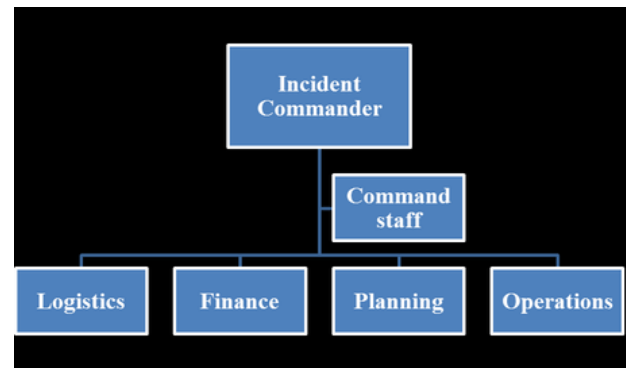 Incident
Commander
Command
staff
Logistics
Finance
Planning
Operations